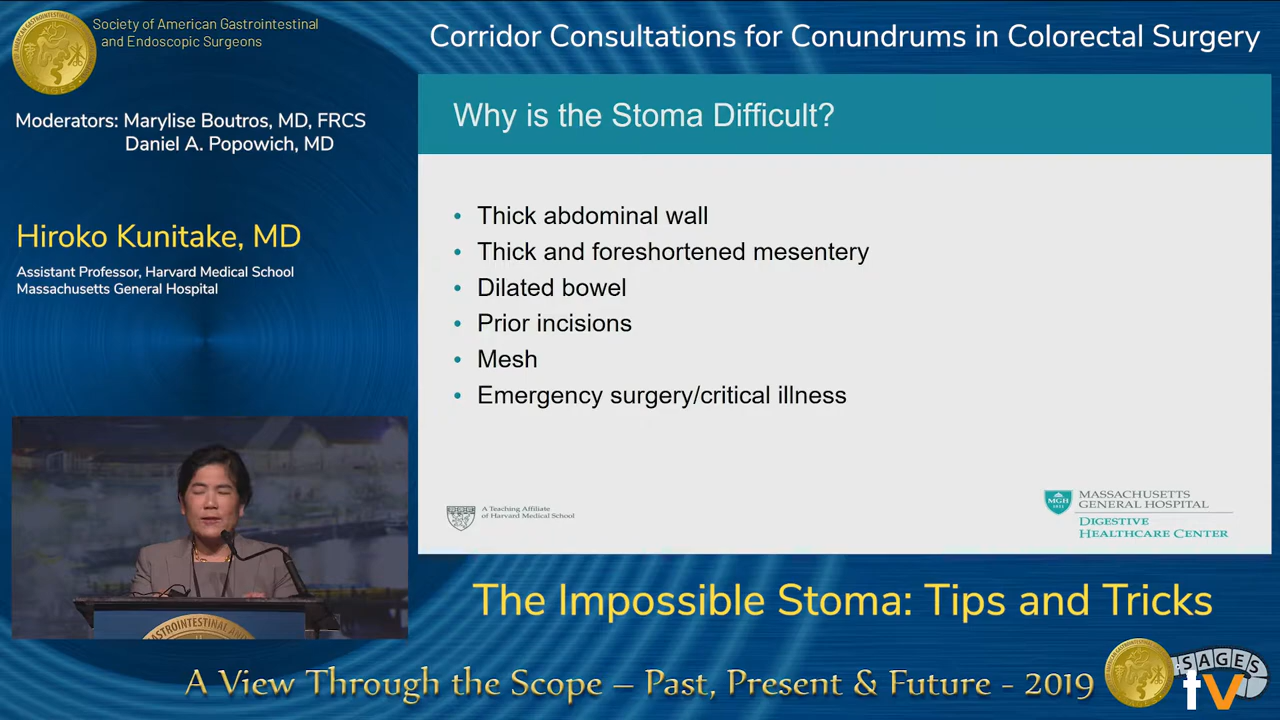 Society of American Gastrointestinal
and Endoscopic Surgeons
Corridor Consultations for Conundrums in Colorectal Surgery
Moderators: Marylise Boutros, MD, FRCS
Daniel A. Popowich, MD
Hiroko Kunitake, MD
Assistant Professor, Harvard Medical School
Massachusetts General Hospital
Why is the Stoma Difficult?
• Thick abdominal wall
• Thick and foreshortened mesentery
• Dilated bowel
• Prior incisions
• Mesh
• Emergency surgery/critical illness
A Teaching Affiliate
of Harvard Medical School
MGH
1811
MASSACHUSETTS
GENERAL HOSPITAL
DIGESTIVE
HEALTHCARE CENTER
GASTROINTESTINAL AND
The Impossible Stoma: Tips and Tricks
A View Through the Scope – Past, Present & Future - 2019
SAGES
tv